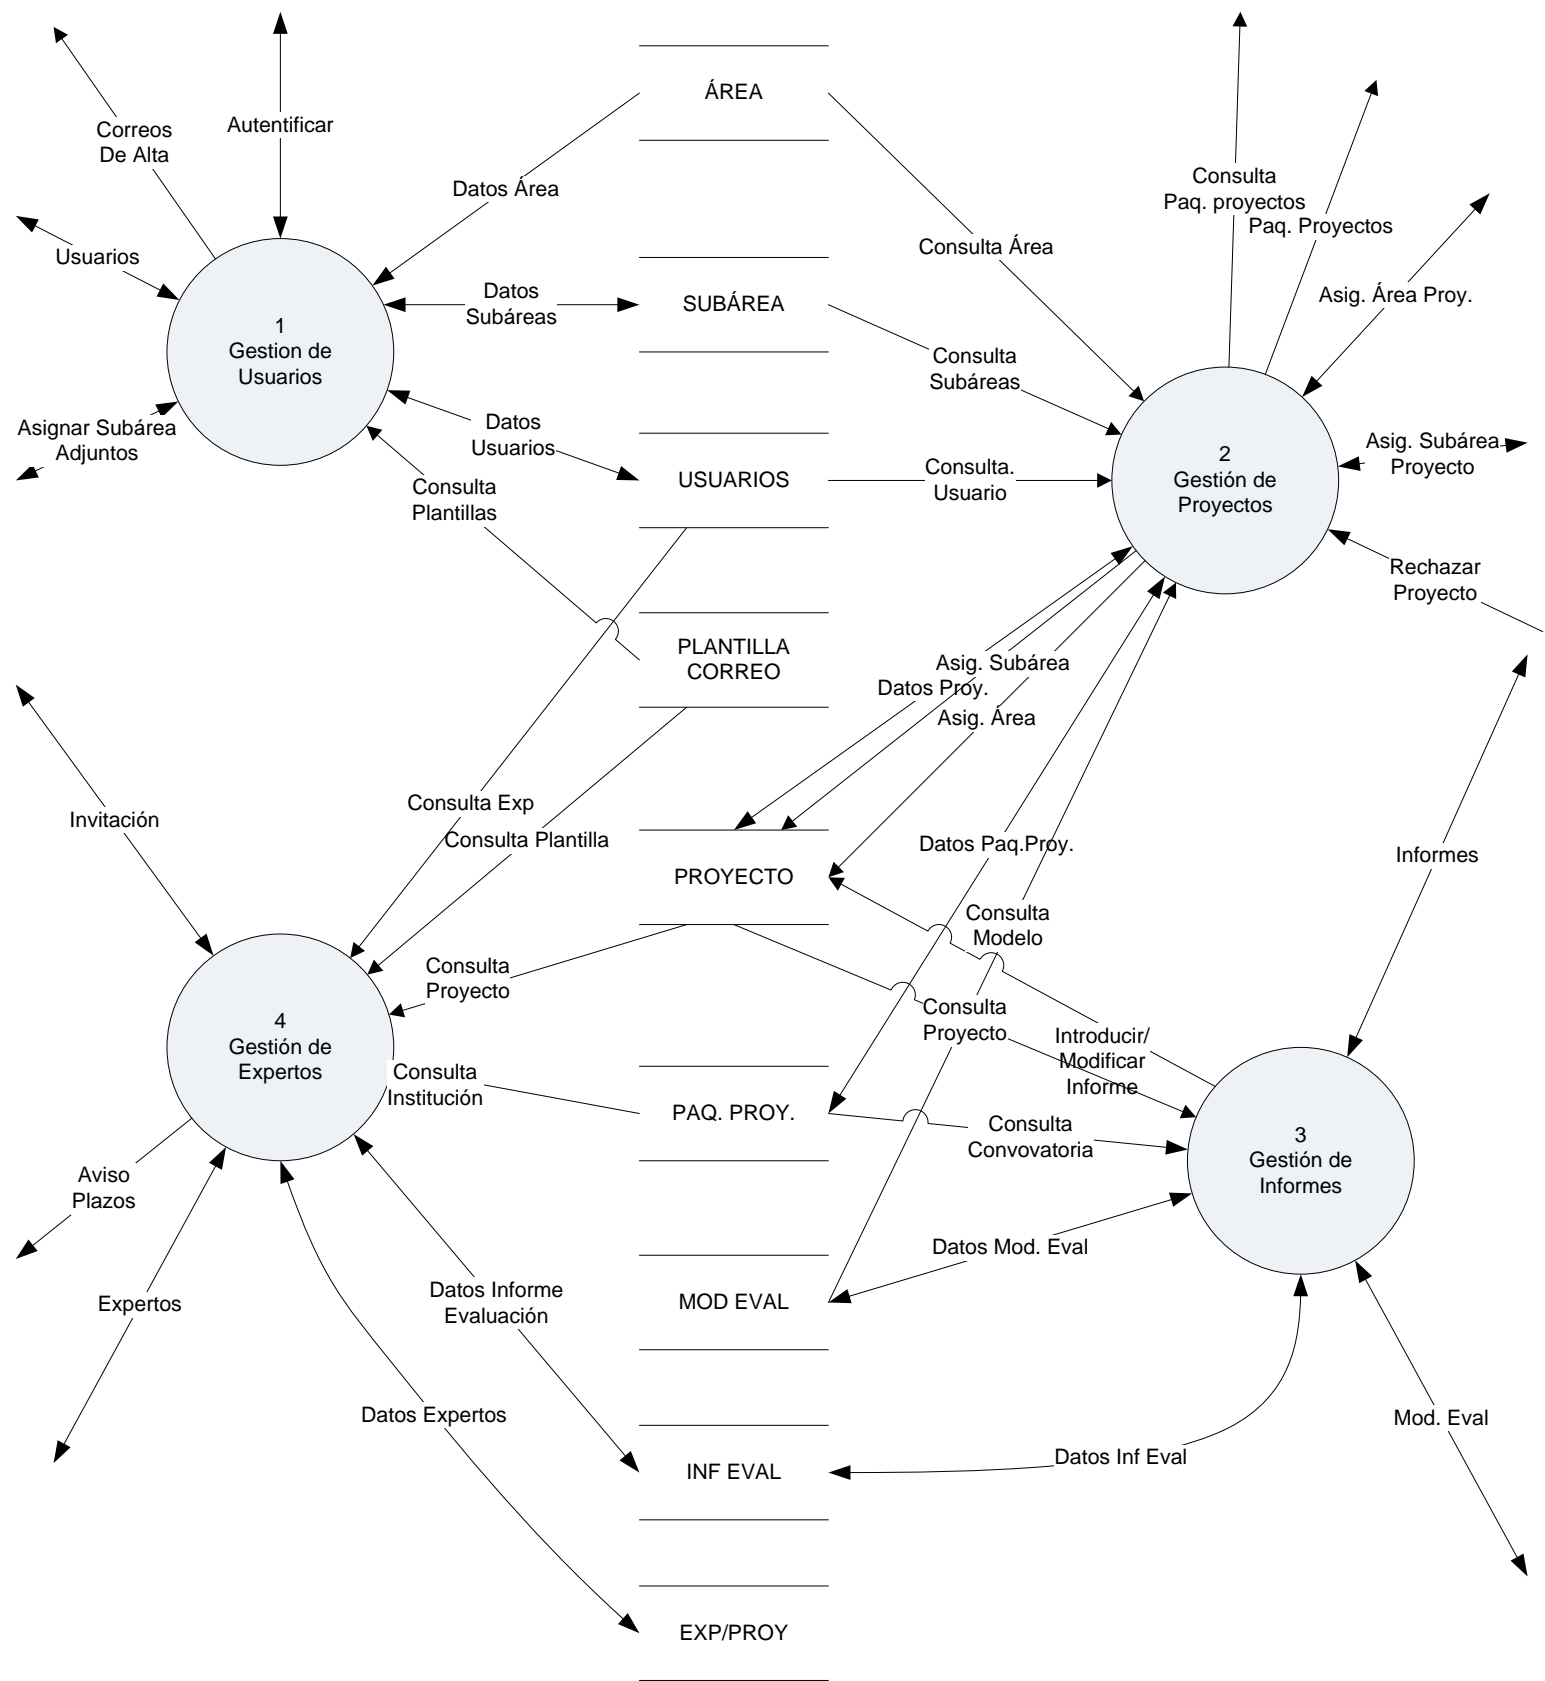 ÁREA
Correos
De Alta
Autentificar
Datos Área
Consulta
Paq. proyectos
Paq. Proyectos
Consulta Área
Usuarios
Asig. Área Proy.
Datos
Subáreas
SUBÁREA
1
Gestion de
Usuarios
Consulta
Subáreas
Asignar Subárea
Adjuntos
Datos
Usuarios
2
Gestión de
Proyectos
Asig. Subárea
Proyecto
Consulta
Plantillas
USUARIOS
Consulta.
Usuario
Rechazar
Proyecto
PLANTILLA
CORREO
Asig. Subárea
Datos Proy.
Asig. Área
Invitación
Consulta Exp
Consulta Plantilla
Datos Paq.Proy.
Informes
PROYECTO
Consulta
Modelo
Consulta
Proyecto
Consulta
Proyecto
4
Gestión de
Expertos
Introducir/
Modificar
Informe
Consulta
Institución
PAQ. PROY.
Consulta
Convovatoria
3
Gestión de
Informes
Aviso
Plazos
Datos Mod. Eval
Expertos
Datos Informe
Evaluación
MOD EVAL
Datos Expertos
Mod. Eval
Datos Inf Eval
INF EVAL
EXP/PROY